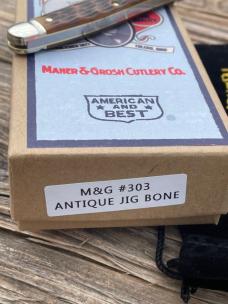 MAHER & GROSH CUTLERY CO.
AMERICAN
AND
BEST
M&G #303
ANTIQUE JIG BONE